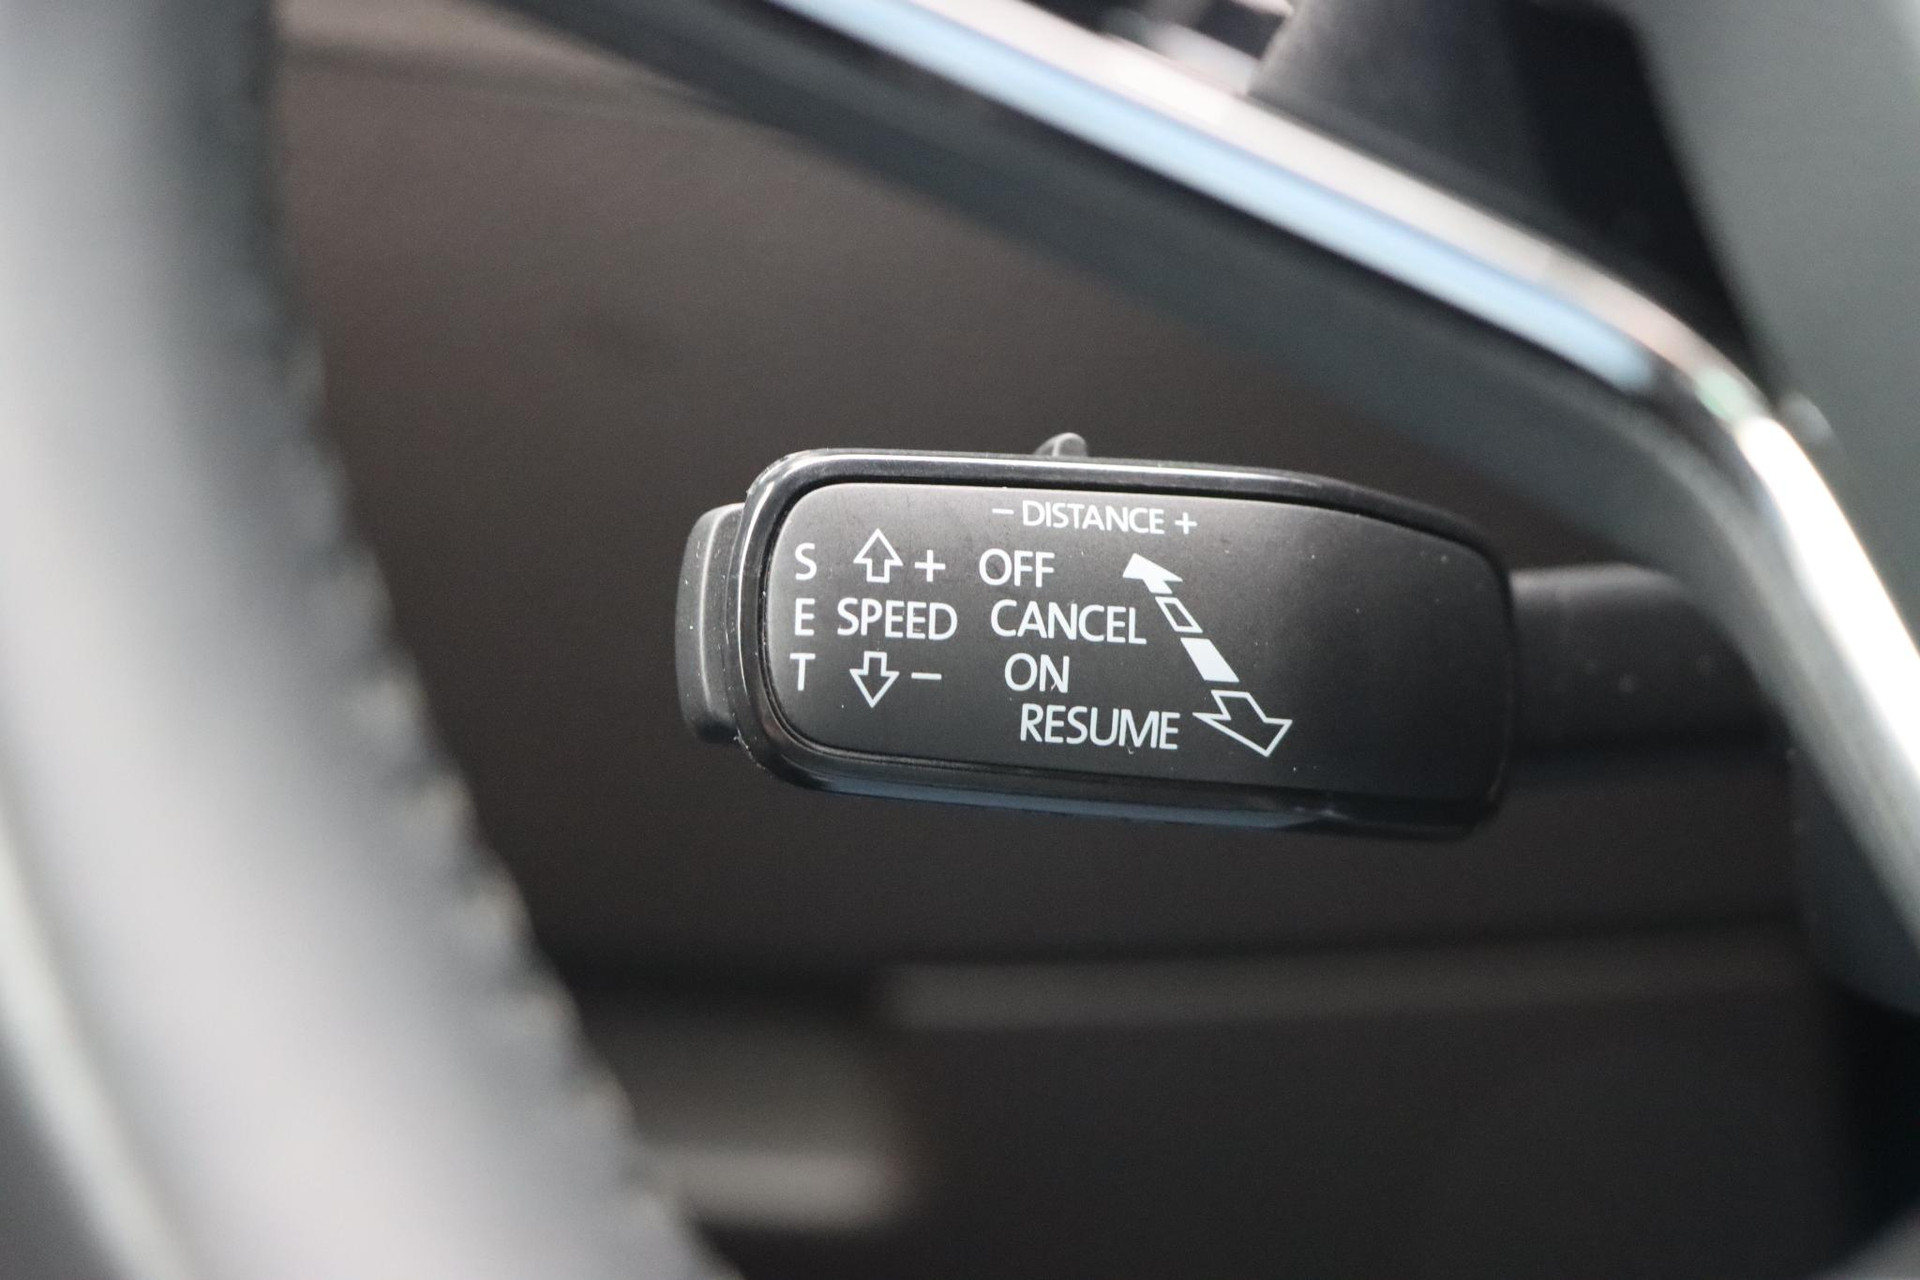 - DISTANCE +
S + OFF
E SPEED CANCEL
T - ON
RESUME